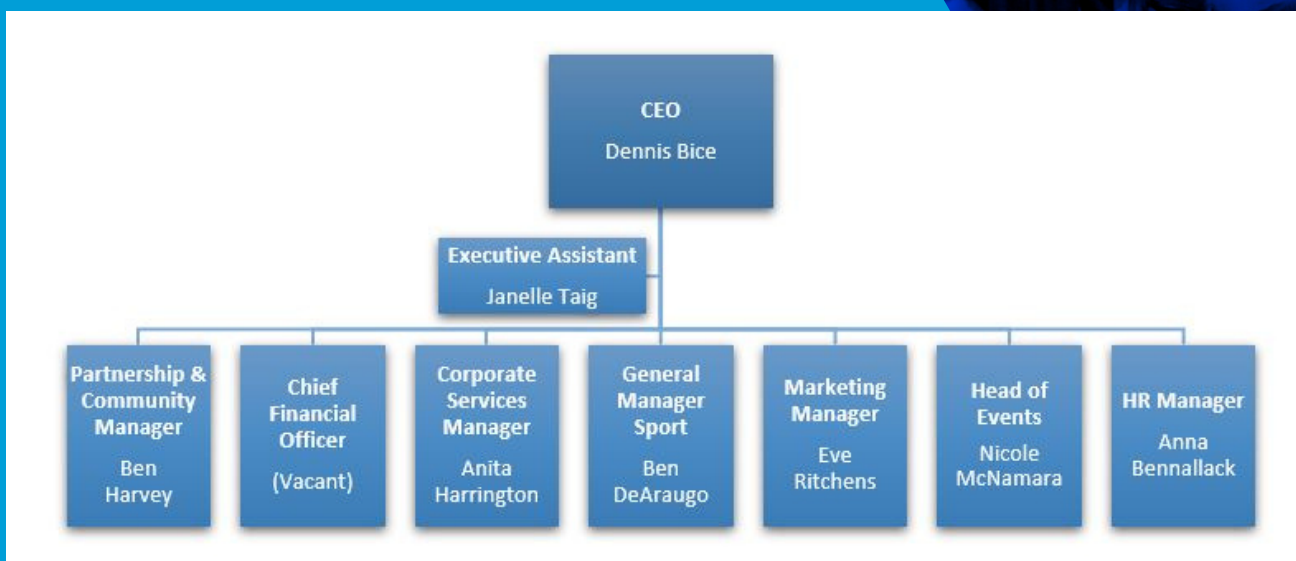 CEO
Dennis Bice
Executive Assistant
Janelle Taig
Partnership &
Community
Manager
Ben
Harvey
Chief
Financial
Officer
(Vacant)
Corporate
Services
Manager
Anita
Harrington
General
Manager
Sport
Ben
DeAraugo
Marketing
Manager
Eve
Ritchens
Head of
Events
Nicole
McNamara
HR Manager
Anna
Bennallack